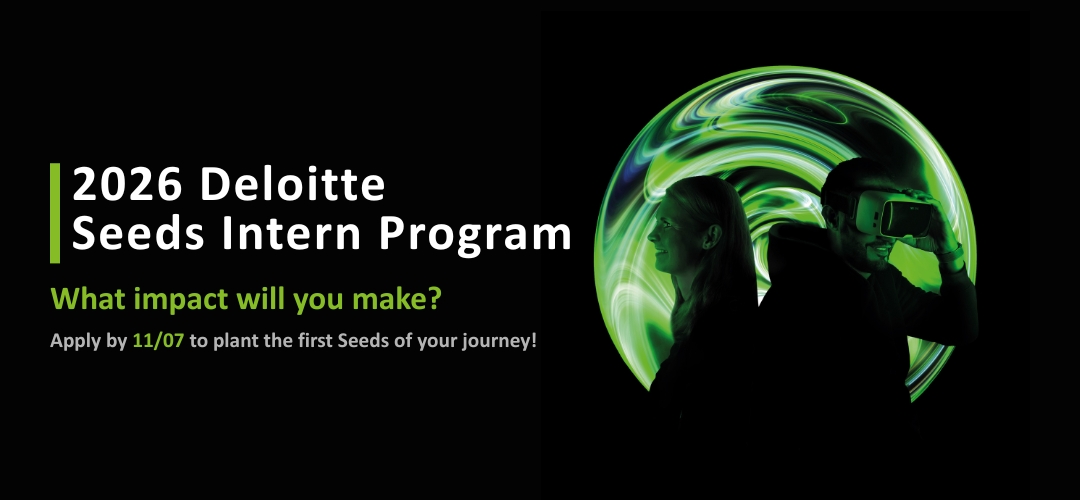 2026 Deloitte
Seeds Intern Program
What impact will you make?
Apply by 11/07 to plant the first Seeds of your journey!